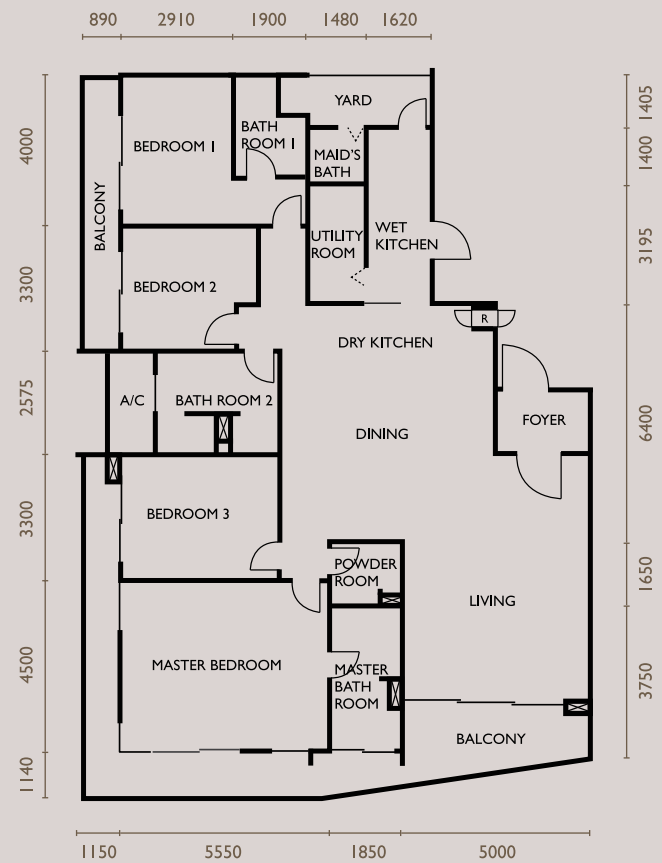 890 2910 1900 1480 1620
YARD
1405
4000
BEDROOM 1
BATH
ROOM 1
MAID'S
BATH
1400
BALCONY
UTILITY
ROOM
WET
KITCHEN
3195
3300
BEDROOM 2
R
DRY KITCHEN
2575
A/C
BATH ROOM 2
FOYER
6400
DINING
3300
BEDROOM 3
POWDER
ROOM
1650
LIVING
4500
MASTER BEDROOM
MASTER
BATH
ROOM
3750
BALCONY
1140
1150 5550 1850 5000